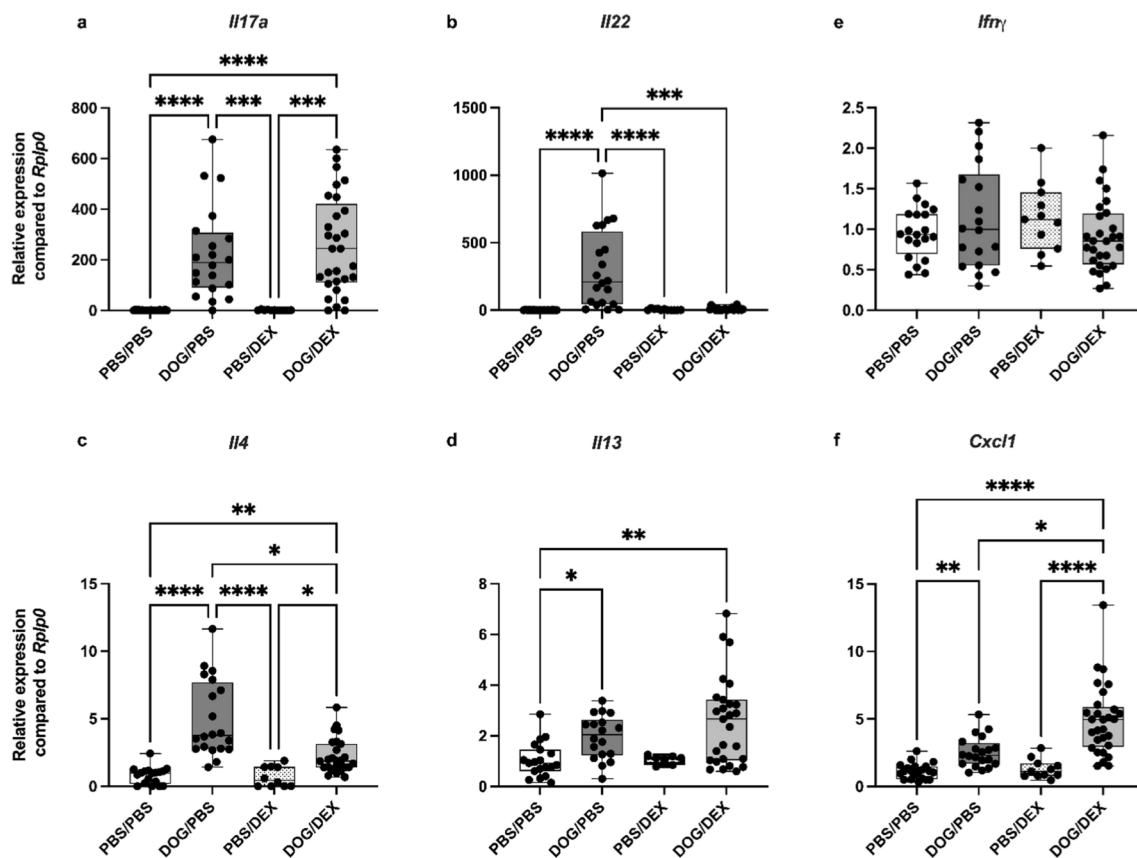 a Il17a
b Il22
e Ifnγ
Relative expression
compared to Rplp0
****
**** *** ***
800
600
400
200
0
PBS/PBS DOG/PBS PBS/DEX DOG/DEX
***
**** ****
1500
1000
500
0
PBS/PBS DOG/PBS PBS/DEX DOG/DEX
2.5
2.0
1.5
1.0
0.5
0.0
PBS/PBS DOG/PBS PBS/DEX DOG/DEX
c Il4
d Il13
f Cxcl1
Relative expression
compared to Rplp0
**
*
**** **** *
15
10
5
0
PBS/PBS DOG/PBS PBS/DEX DOG/DEX
**
*
8
6
4
2
0
PBS/PBS DOG/PBS PBS/DEX DOG/DEX
****
*
** ****
15
10
5
0
PBS/PBS DOG/PBS PBS/DEX DOG/DEX